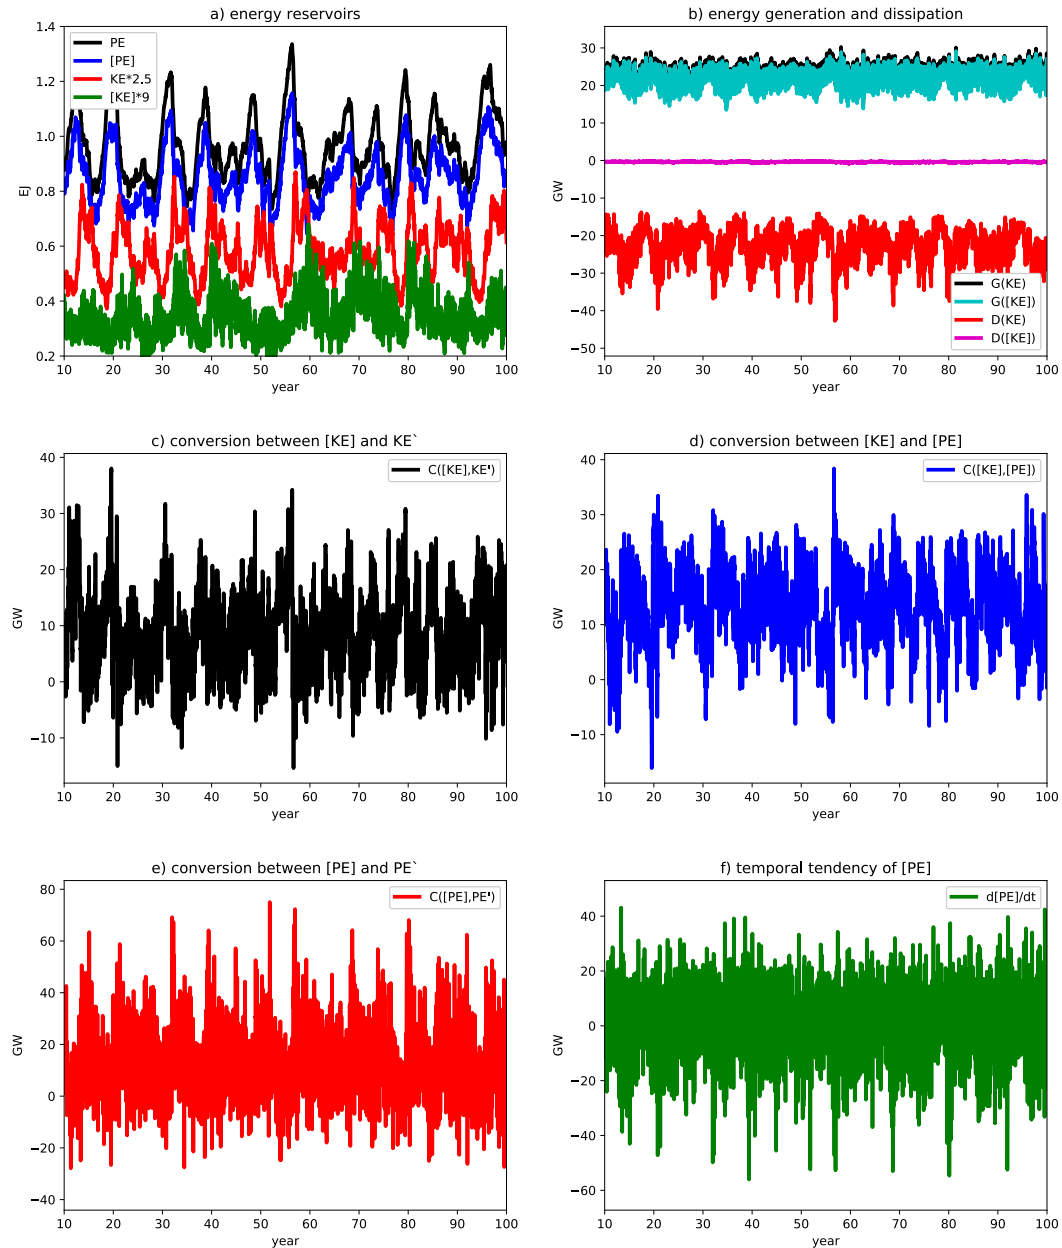 a) energy reservoirs
1.4
1.2
1.0
0.8
0.6
0.4
0.2
EJ
PE
[PE]
KE*2.5
[KE]*9
10 20 30 40 50 60 70 80 90 100
year
b) energy generation and dissipation
30
20
10
0
−10
−20
−30
−40
−50
GW
G(KE)
G([KE])
D(KE)
D([KE])
10 20 30 40 50 60 70 80 90 100
year
c) conversion between [KE] and KE`
40
30
20
10
0
−10
GW
C([KE],KE')
10 20 30 40 50 60 70 80 90 100
year
d) conversion between [KE] and [PE]
40
30
20
10
0
−10
GW
C([KE],[PE])
10 20 30 40 50 60 70 80 90 100
year
e) conversion between [PE] and PE`
80
60
40
20
0
−20
−40
GW
C([PE],PE')
10 20 30 40 50 60 70 80 90 100
year
f) temporal tendency of [PE]
40
20
0
−20
−40
−60
GW
d[PE]/dt
10 20 30 40 50 60 70 80 90 100
year